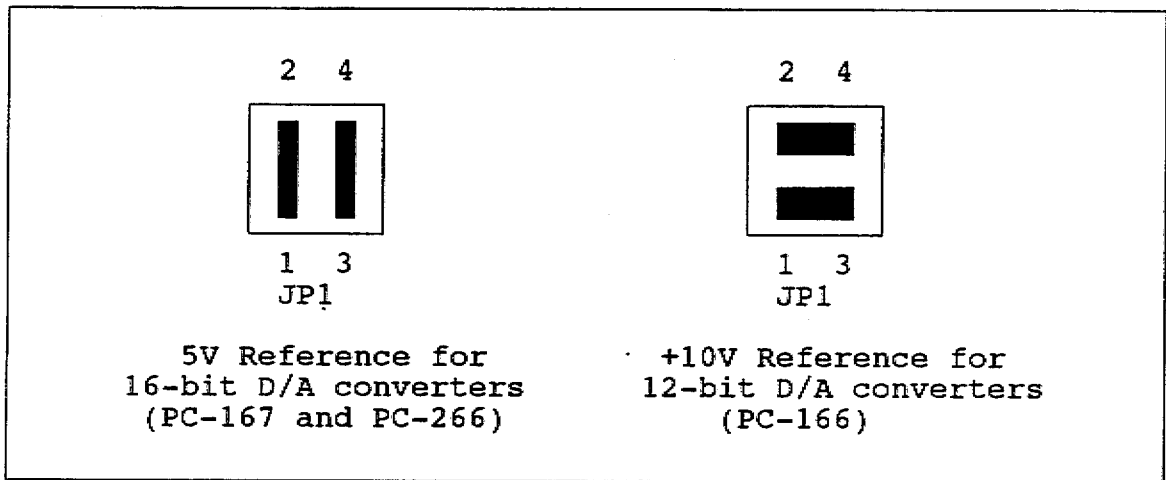 2 4
1 3
JP1
5V Reference for
16-bit D/A converters
(PC-167 and PC-266)
2 4
1 3
JP1
+10V Reference for
12-bit D/A converters
(PC-166)